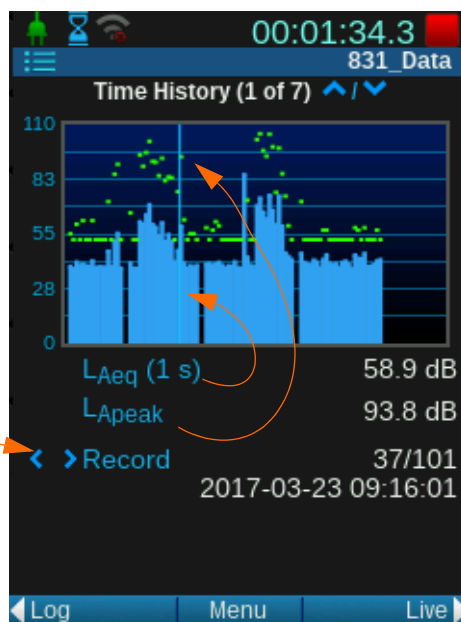 00:01:34.3
831_Data
Time History (1 of 7) /
110
83
55
28
0
LAeq (1 s) 58.9 dB
LApeak 93.8 dB
< > Record 37/101
2017-03-23 09:16:01
Log Menu Live